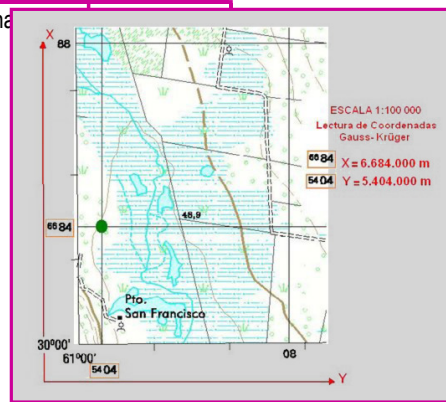 X
88
ESCALA 1:100 000
Lectura de Coordenadas
Gauss- Krüger
6684 X = 6.684.000 m
5404 Y = 5.404.000 m
48,9
6684
Pto.
San Francisco
30°00'
61°00'
08
5404
Y